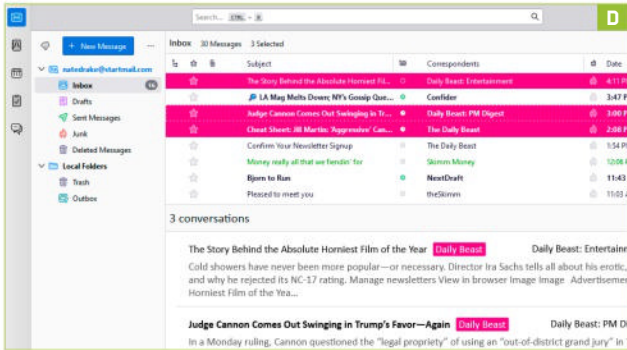 Search... CTRL + K
D
+ New Message ...
Inbox 30 Messages 3 Selected
Subject Correspondents Date
natedrake@startmail.com
Inbox
Drafts
Sent Messages
Junk
Deleted Messages
Local Folders
Trash
Outbox
The Story Behind the Absolute Horniest Fil... Daily Beast: Entertainment 4:11 P
LA Mag Melts Down; NY's Gossip Que... Confider 3:47 P
Judge Cannon Comes Out Swinging in Tr... Daily Beast: PM Digest 3:00 P
Cheat Sheet: Jill Martin: 'Aggressive' Can... The Daily Beast 2:08 P
Confirm Your Newsletter Signup The Daily Beast 1:54 P
Money really all that we fiendin' for Skimm Money 12:08 P
Bjorn to Run NextDraft 11:43
Pleased to meet you theSkimm 11:03 A
3 conversations
The Story Behind the Absolute Horniest Film of the Year Daily Beast Daily Beast: Entertainn
Cold showers have never been more popular—or necessary. Director Ira Sachs tells all about his erotic,
and why he rejected its NC-17 rating. Manage newsletters View in browser Image Image Advertisemen
Horniest Film of the Yea...
Judge Cannon Comes Out Swinging in Trump's Favor—Again Daily Beast Daily Beast: PM Di
In a Monday ruling, Cannon questioned the "legal propriety" of using an "out-of-district grand jury" in